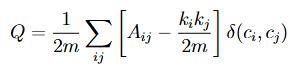 Q = \frac{1}{2m} \sum_{ij} \left[ A_{ij} - \frac{k_i k_j}{2m} \right] \delta(c_i, c_j)